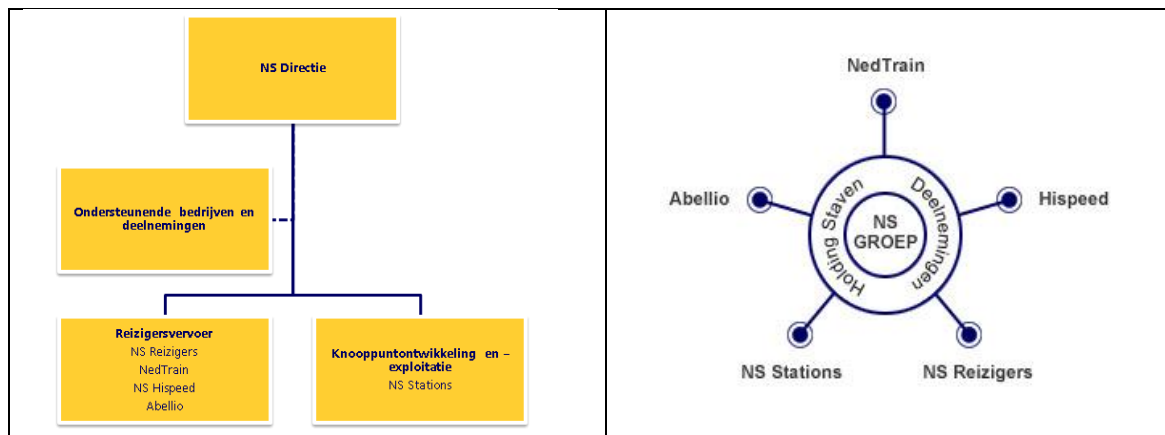 NS Directie
Ondersteunende bedrijven en
deelnemingen
Reizigersvervoer
NS Reizigers
NedTrain
NS Hispeed
Abellio
Knooppuntontwikkeling en –
exploitatie
NS Stations
NedTrain
Abellio
Hispeed
Holding Staven
Deelnemingen
NS
GROEP
NS Stations
NS Reizigers